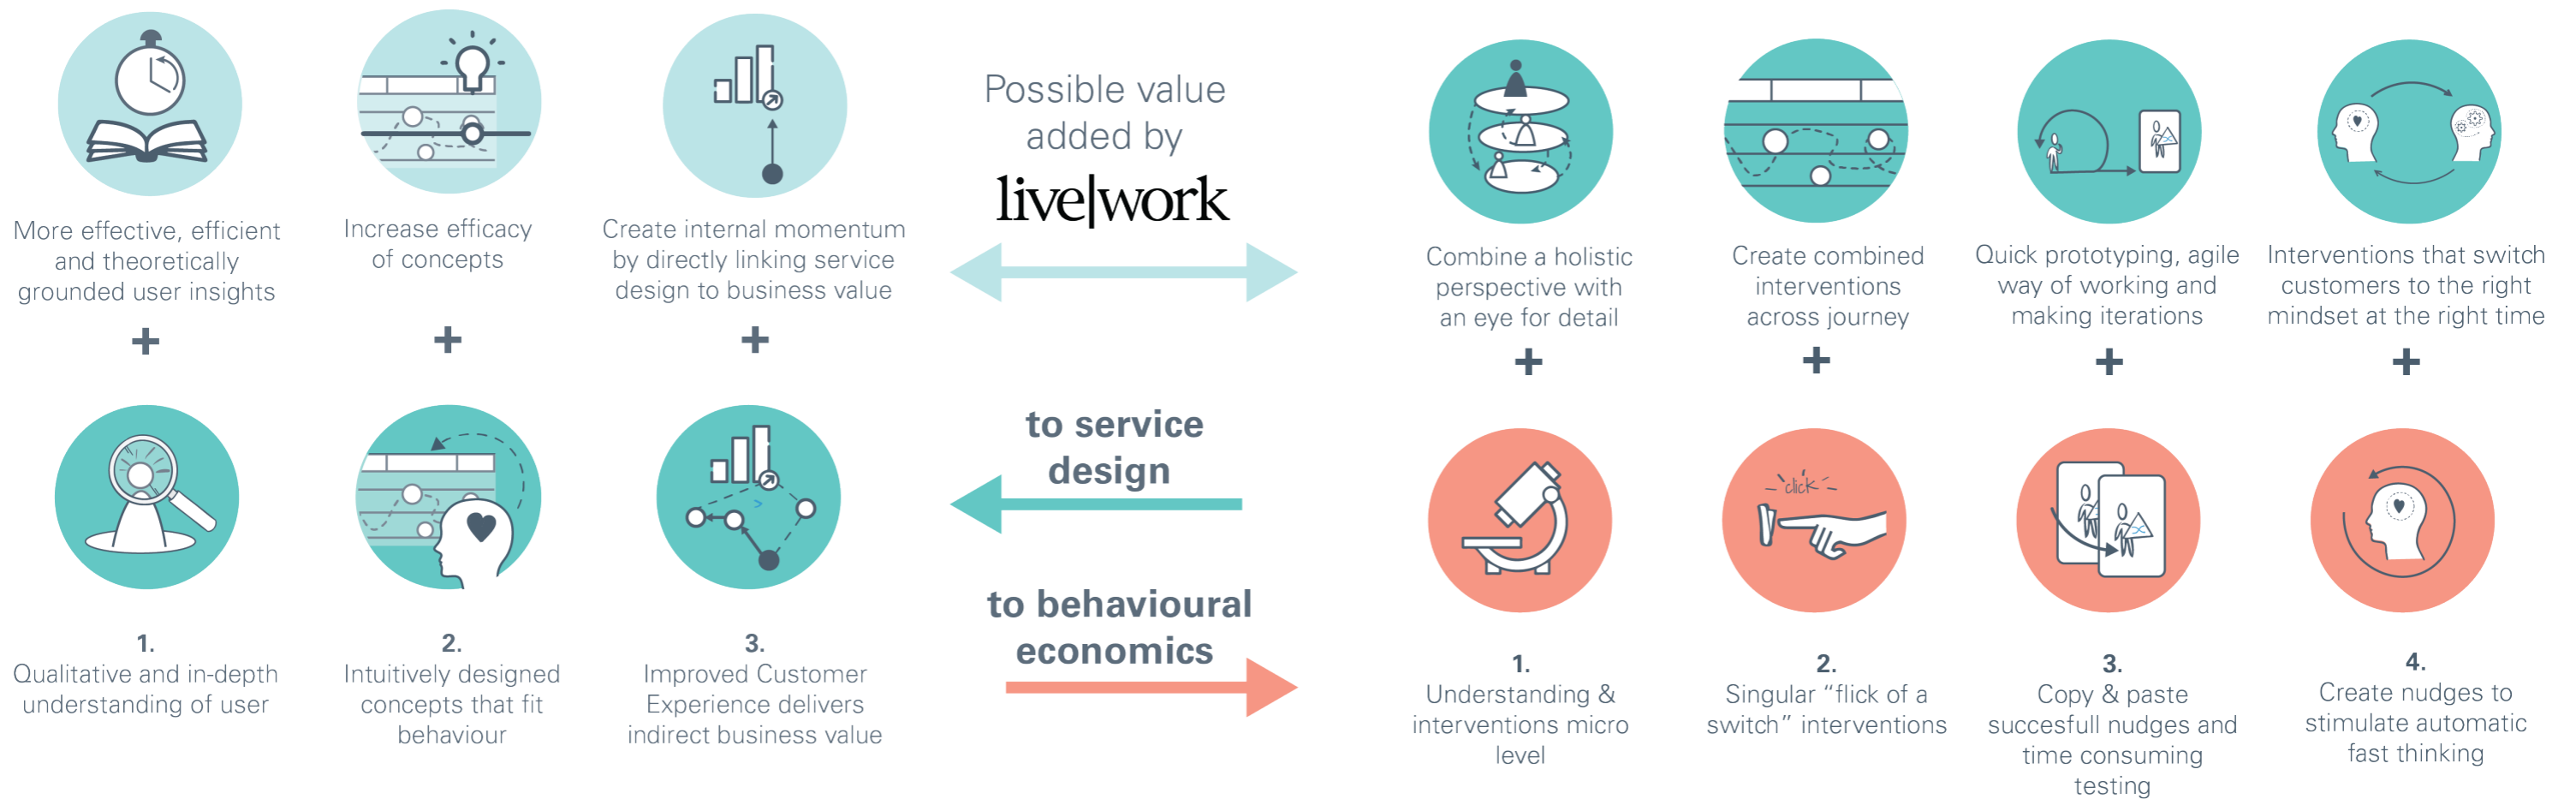 More effective, efficient
and theoretically
grounded user insights
+
Increase efficacy
of concepts
+
Create internal momentum
by directly linking service
design to business value
+
Possible value
added by
live|work
Combine a holistic
perspective with
an eye for detail
+
Create combined
interventions
across journey
+
Quick prototyping, agile
way of working and
making iterations
+
Interventions that switch
customers to the right
mindset at the right time
+
to service
design
to behavioural
economics
1.
Qualitative and in-depth
understanding of user
2.
Intuitively designed
concepts that fit
behaviour
3.
Improved Customer
Experience delivers
indirect business value
1.
Understanding &
interventions micro
level
click
2.
Singular “flick of a
switch” interventions
3.
Copy & paste
succesfull nudges and
time consuming
testing
4.
Create nudges to
stimulate automatic
fast thinking